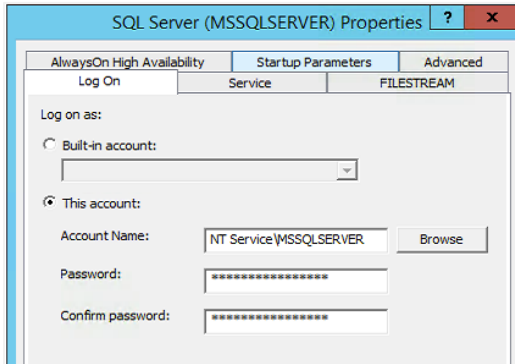 SQL Server (MSSQLSERVER) Properties ? x
AlwaysOn High Availability Startup Parameters Advanced
Log On Service FILESTREAM
Log on as:
Built-in account:
This account:
Account Name: NT Service\MSSQLSERVER Browse
Password: ****************
Confirm password: ****************